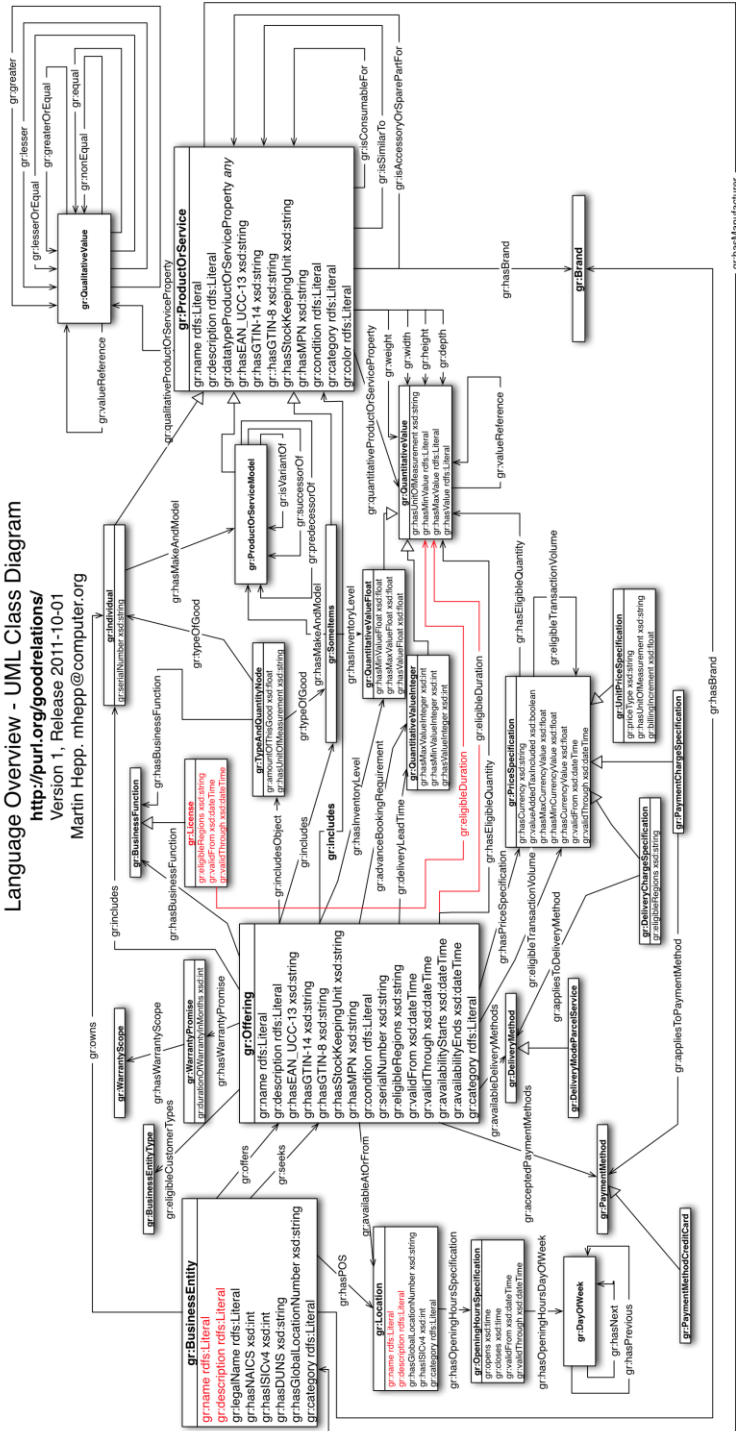 Language Overview - UML Class Diagram
http://purl.org/goodrelations/
Version 1, Release 2011-10-01
Martin Hepp. mhepp@computer.org
gr:BusinessEntity
gr:name rdfs:Literal
gr:description rdfs:Literal
gr:legalName rdfs:Literal
gr:hasNAICS xsd:int
gr:hasISICv4 xsd:int
gr:hasDUNS xsd:string
gr:hasGlobalLocationNumber xsd:string
gr:category rdfs:Literal
gr:owns
gr:offers
gr:seeks
gr:hasPOS
gr:BusinessEntityType
gr:eligibleCustomerTypes
gr:WarrantyScope
gr:hasWarrantyScope
gr:WarrantyPromise
gr:durationOfWarrantyInMonths xsd:int
gr:hasWarrantyPromise
gr:includes
gr:Offering
gr:name rdfs:Literal
gr:description rdfs:Literal
gr:hasEAN_UCC-13 xsd:string
gr:hasGTIN-14 xsd:string
gr:hasGTIN-8 xsd:string
gr:hasStockKeepingUnit xsd:string
gr:hasMPN xsd:string
gr:condition rdfs:Literal
gr:serialNumber xsd:string
gr:eligibleRegions xsd:string
gr:validFrom xsd:dateTime
gr:validThrough xsd:dateTime
gr:availabilityStarts xsd:dateTime
gr:availabilityEnds xsd:dateTime
gr:category rdfs:Literal
gr:availableAtOrFrom
gr:Location
gr:name rdfs:Literal
gr:description rdfs:Literal
gr:hasGlobalLocationNumber xsd:string
gr:hasISICv4 xsd:int
gr:category rdfs:Literal
gr:hasOpeningHoursSpecification
gr:OpeningHoursSpecification
gr:opens xsd:time
gr:closes xsd:time
gr:validFrom xsd:dateTime
gr:validThrough xsd:dateTime
gr:hasOpeningHoursDayOfWeek
gr:DayOfWeek
gr:hasNext
gr:hasPrevious
gr:BusinessFunction
gr:hasBusinessFunction
gr:hasBusinessFunction
gr:License
gr:eligibleRegions xsd:string
gr:validFrom xsd:dateTime
gr:validThrough xsd:dateTime
gr:Individual
gr:serialNumber xsd:string
gr:typeOfGood
gr:hasMakeAndModel
gr:TypeAndQuantityNode
gr:amountOfThisGood xsd:float
gr:hasUnitOfMeasurement xsd:string
gr:includesObject
gr:typeOfGood
gr:includes
gr:includes
gr:hasMakeAndModel
gr:ProductOrServiceModel
gr:isVariantOf
gr:successorOf
gr:predecessorOf
gr:SomeItems
gr:hasInventoryLevel
gr:hasInventoryLevel
gr:advanceBookingRequirement
gr:deliveryLeadTime
gr:QuantitativeValueFloat
gr:hasMinValueFloat xsd:float
gr:hasMaxValueFloat xsd:float
gr:hasValueFloat xsd:float
gr:QuantitativeValueInteger
gr:hasMaxValueInteger xsd:int
gr:hasMinValueInteger xsd:int
gr:hasValueInteger xsd:int
gr:eligibleDuration
gr:eligibleDuration
gr:hasEligibleQuantity
gr:QualitativeValue
gr:lesserOrEqual
gr:greater
gr:lesser
gr:greaterOrEqual
gr:equal
gr:nonEqual
gr:valueReference
gr:qualitativeProductOrServiceProperty
gr:ProductOrService
gr:name rdfs:Literal
gr:description rdfs:Literal
gr:datatypeProductOrServiceProperty any
gr:hasEAN_UCC-13 xsd:string
gr:hasGTIN-14 xsd:string
gr::hasGTIN-8 xsd:string
gr:hasStockKeepingUnit xsd:string
gr:hasMPN xsd:string
gr:condition rdfs:Literal
gr:category rdfs:Literal
gr:color rdfs:Literal
gr:isConsumableFor
gr:isSimilarTo
gr:isAccessoryOrSparePartFor
gr:quantitativeProductOrServiceProperty
gr:weight
gr:width
gr:height
gr:depth
gr:QuantitativeValue
gr:hasUnitOfMeasurement xsd:string
gr:hasMinValue rdfs:Literal
gr:hasMaxValue rdfs:Literal
gr:hasValue rdfs:Literal
gr:valueReference
gr:hasBrand
gr:Brand
gr:hasManufacturer
gr:hasPriceSpecification
gr:eligibleTransactionVolume
gr:hasEligibleQuantity
gr:eligibleTransactionVolume
gr:PriceSpecification
gr:hasCurrency xsd:string
gr:valueAddedTaxIncluded xsd:boolean
gr:hasMaxCurrencyValue xsd:float
gr:hasMinCurrencyValue xsd:float
gr:hasCurrencyValue xsd:float
gr:validFrom xsd:dateTime
gr:validThrough xsd:dateTime
gr:UnitPriceSpecification
gr:priceType xsd:string
gr:hasUnitOfMeasurement xsd:string
gr:billingIncrement xsd:float
gr:PaymentChargeSpecification
gr:DeliveryChargeSpecification
gr:eligibleRegions xsd:string
gr:appliesToDeliveryMethod
gr:availableDeliveryMethods
gr:DeliveryMethod
gr:DeliveryModeParcelService
gr:acceptedPaymentMethods
gr:appliesToPaymentMethod
gr:PaymentMethod
gr:PaymentMethodCreditCard
gr:hasBrand